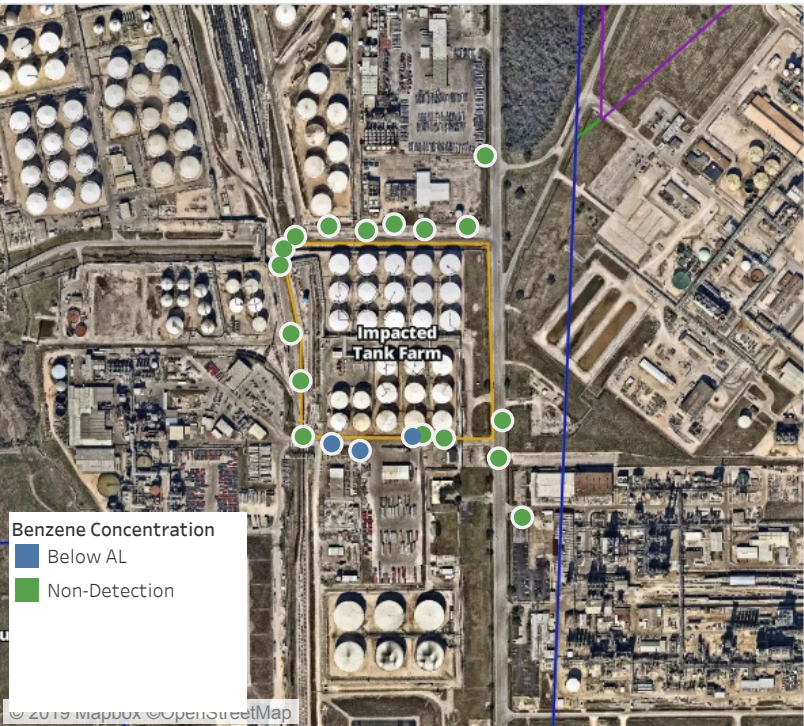 Impacted
Tank Farm
Benzene Concentration
Below AL
Non-Detection
© 2019 Mapbox ©OpenStreetMap